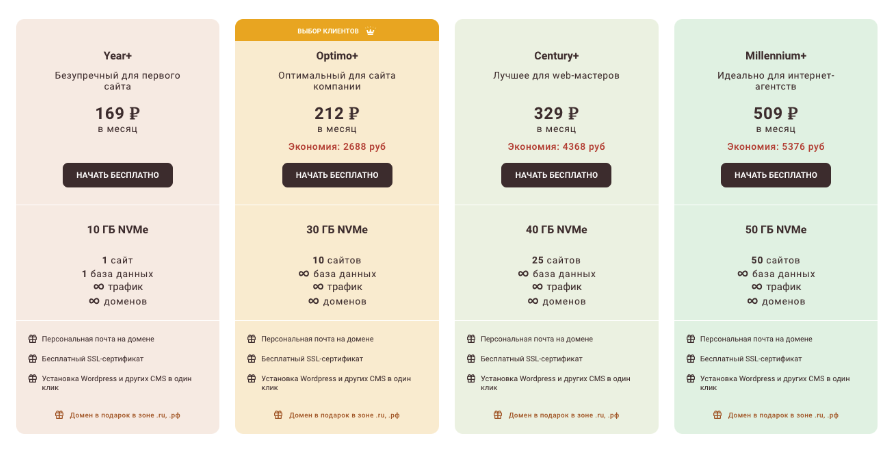 Year+
Безупречный для первого
сайта
169 ₽
в месяц
НАЧАТЬ БЕСПЛАТНО
10 ГБ NVMe
1 сайт
1 база данных
∞ трафик
∞ доменов
Персональная почта на домене
Бесплатный SSL-сертификат
Установка Wordpress и других CMS в один
клик
Домен в подарок в зоне .ru, .рф
ВЫБОР КЛИЕНТОВ
Optimo+
Оптимальный для сайта
компании
212 ₽
в месяц
Экономия: 2688 руб
НАЧАТЬ БЕСПЛАТНО
30 ГБ NVMe
10 сайтов
∞ база данных
∞ трафик
∞ доменов
Персональная почта на домене
Бесплатный SSL-сертификат
Установка Wordpress и других CMS в один
клик
Домен в подарок в зоне .ru, .рф
Century+
Лучшее для web-мастеров
329 ₽
в месяц
Экономия: 4368 руб
НАЧАТЬ БЕСПЛАТНО
40 ГБ NVMe
25 сайтов
∞ база данных
∞ трафик
∞ доменов
Персональная почта на домене
Бесплатный SSL-сертификат
Установка Wordpress и других CMS в один
клик
Домен в подарок в зоне .ru, .рф
Millennium+
Идеально для интернет-
агентств
509 ₽
в месяц
Экономия: 5376 руб
НАЧАТЬ БЕСПЛАТНО
50 ГБ NVMe
50 сайтов
∞ база данных
∞ трафик
∞ доменов
Персональная почта на домене
Бесплатный SSL-сертификат
Установка Wordpress и других CMS в один
клик
Домен в подарок в зоне .ru, .рф